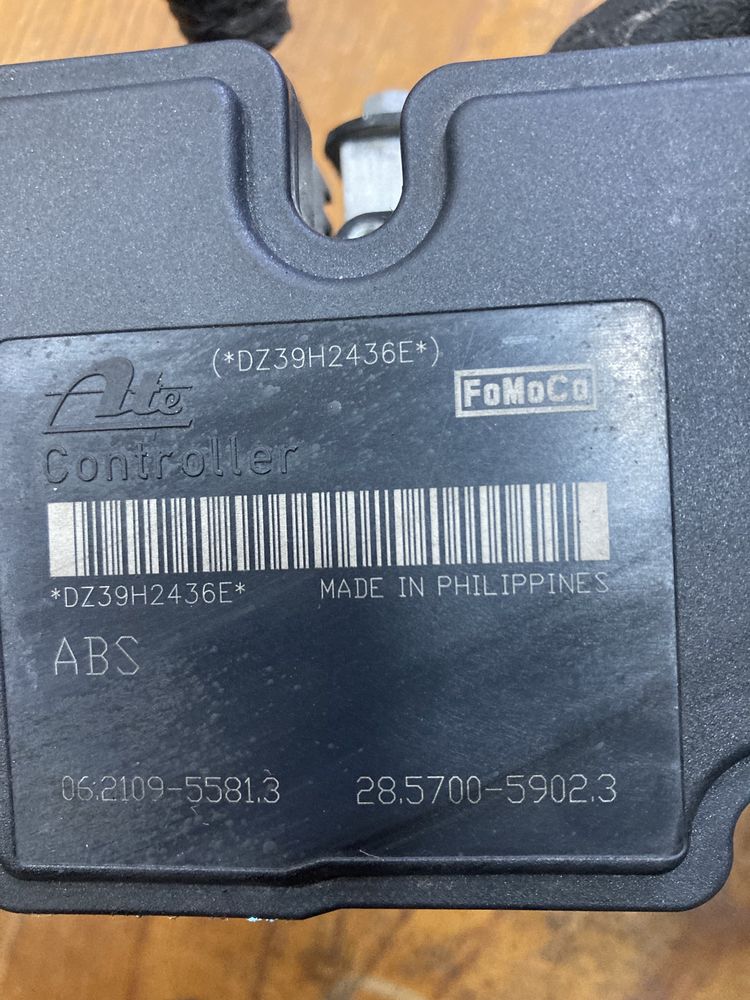 (*DZ39H2436E*)
Ate
FoMoCo
Controller
*DZ39H2436E*
MADE IN PHILIPPINES
ABS
06.2109-5581.3
28.5700-5902.3